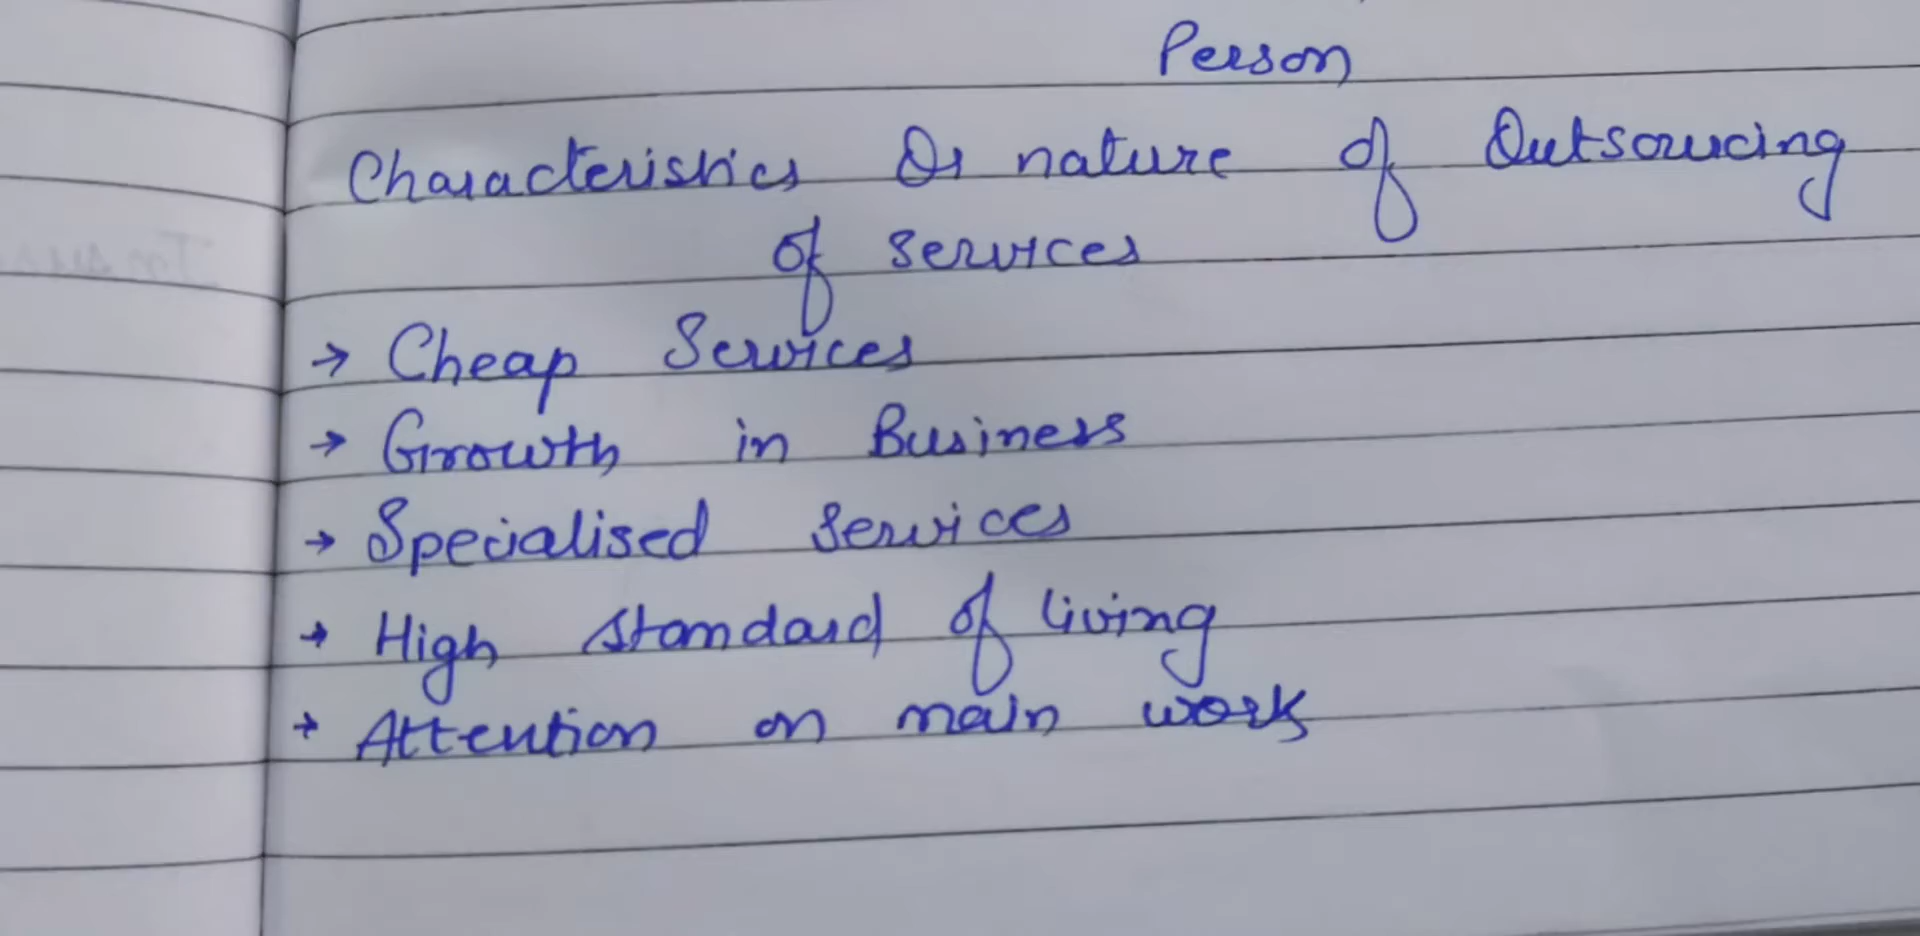 Person
Characteristics Or nature of Outsourcing
of services
→ Cheap Services
→ Growth in Business
→ Specialised services
→ High standard of living
→ Attention on main work